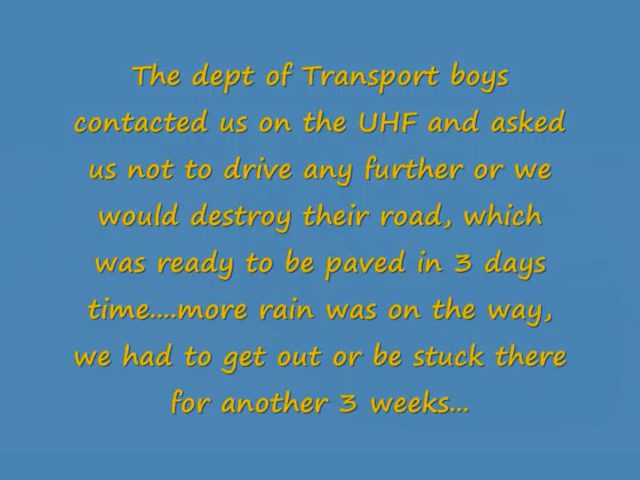 The dept of Transport boys
contacted us on the UHF and asked
us not to drive any further or we
would destroy their road, which
was ready to be paved in 3 days
time....more rain was on the way,
we had to get out or be stuck there
for another 3 weeks...